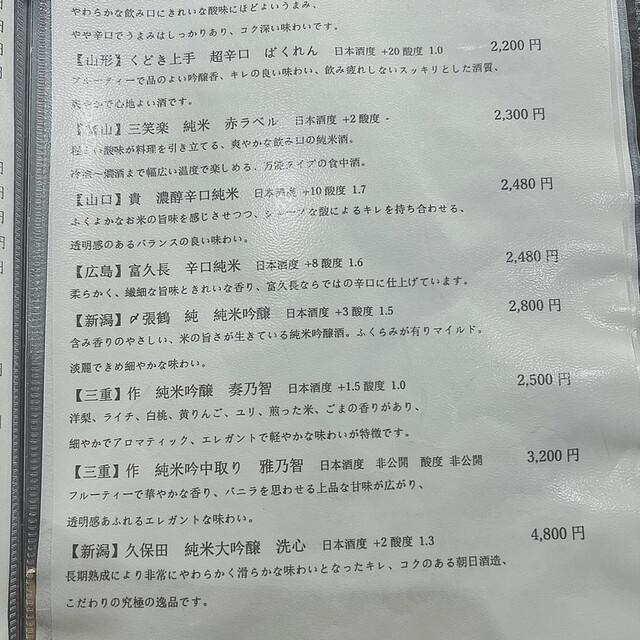 やわらかな飲み口にきれいな酸味にほどよいうまみ、
やや辛口でうまみはしっかりあり、コク深い味わいです。
【山形】くどき上手 超辛口 ばくれん 日本酒度 +20 酸度 1.0 2,200 円
フルーティーで品のよい吟醸香、キレの良い味わい、飲み疲れしないスッキリとした酒質、
爽やかで心地よい酒です。
【富山】三笑楽 純米 赤ラベル 日本酒度 +2 酸度 - 2,300 円
程よい酸味が料理を引き立てる、爽やかな飲み口の純米酒。
冷酒~燗酒まで幅広い温度で楽しめる、万能タイプの食中酒。
【山口】貴 濃醇辛口純米 日本酒度 +10 酸度 1.7 2,480 円
ふくよかなお米の旨味を感じさせつつ、シャープな酸によるキレを持ち合わせる、
透明感のあるバランスの良い味わい。
【広島】富久長 辛口純米 日本酒度 +8 酸度 1.6 2,480 円
柔らかく、繊細な旨味ときれいな香り、富久長ならではの辛口に仕上げています。
【新潟】〆張鶴 純 純米吟醸 日本酒度 +3 酸度 1.5 2,800 円
含み香りのやさしい、米の旨さが生きている純米吟醸酒。ふくらみが有りマイルド。
淡麗できめ細やかな味わい。
【三重】作 純米吟醸 奏乃智 日本酒度 +1.5 酸度 1.0 2,500 円
洋梨、ライチ、白桃、黄りんご、ユリ、煎った米、ごまの香りがあり、
細やかでアロマティック、エレガントで軽やかな味わいが特徴です。
【三重】作 純米吟中取り 雅乃智 日本酒度 非公開 酸度 非公開 3,200 円
フルーティーで華やかな香り、バニラを思わせる上品な甘味が広がり、
透明感あふれるエレガントな味わい。
【新潟】久保田 純米大吟醸 洗心 日本酒度 +2 酸度 1.3 4,800 円
長期熟成により非常にやわらかく滑らかな味わいとなったキレ、コクのある朝日酒造、
こだわりの究極の逸品です。